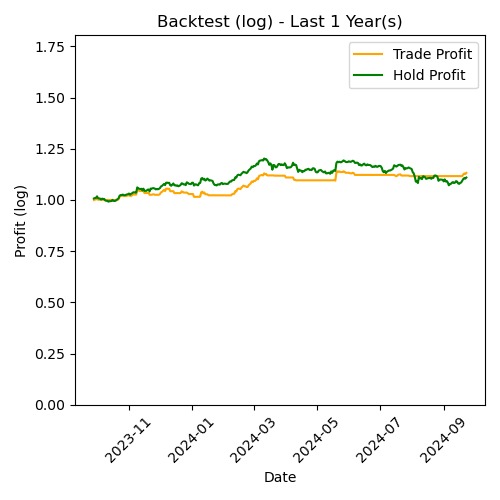 Backtest (log) - Last 1 Year(s)
Trade Profit
Hold Profit
Profit (log)
1.75
1.50
1.25
1.00
0.75
0.50
0.25
0.00
2023-11
2024-01
2024-03
2024-05
2024-07
2024-09
Date